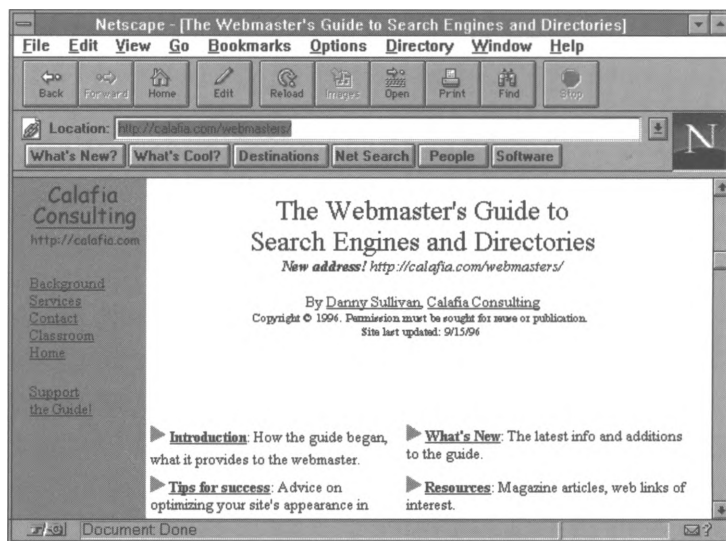 Netscape - [The Webmaster's Guide to Search Engines and Directories]
File Edit View Go Bookmarks Options Directory Window Help
Back Forward Home Edit Reload Images Open Print Find Stop
Location: http://calafia.com/webmasters/
N
What's New? What's Cool? Destinations Net Search People Software
Calafia
Consulting
http://calafia.com
Background
Services
Contact
Classroom
Home
Support
the Guide!
The Webmaster's Guide to
Search Engines and Directories
New address! http://calafia.com/webmasters/
By Danny Sullivan, Calafia Consulting
Copyright © 1996. Permission must be sought for reuse or publication.
Site last updated: 9/15/96
Introduction: How the guide began,
what it provides to the webmaster.
Tips for success: Advice on
optimizing your site's appearance in
What's New: The latest info and additions
to the guide.
Resources: Magazine articles, web links of
interest.
Document: Done